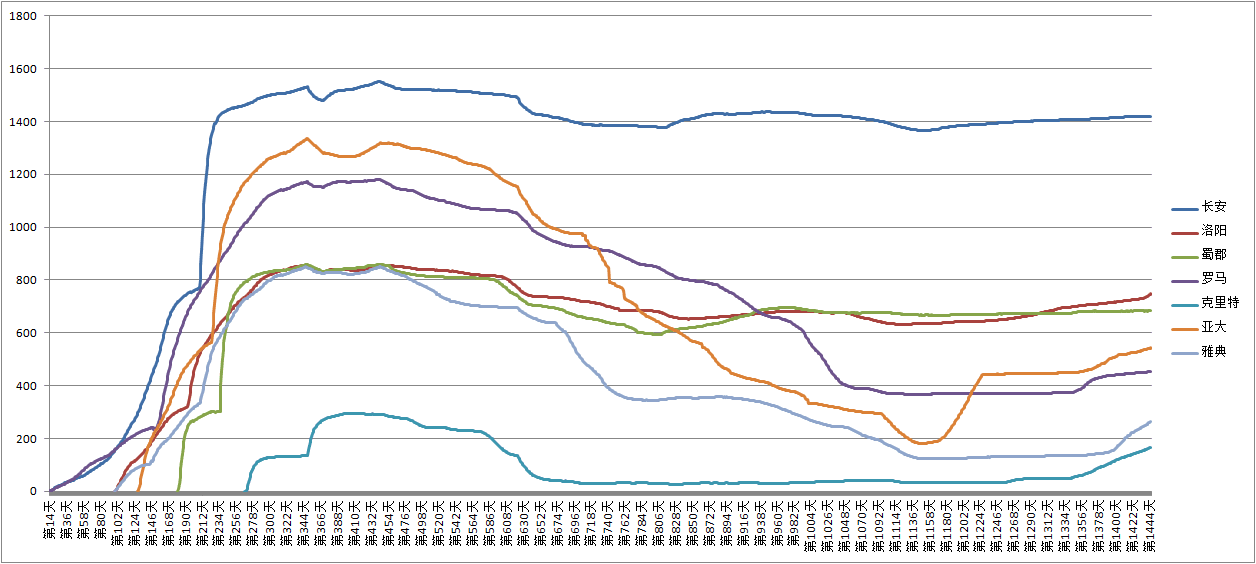 1800
1600
1400
1200
1000
800
600
400
200
0
第14天
第36天
第58天
第80天
第102天
第124天
第146天
第168天
第190天
第212天
第234天
第256天
第278天
第300天
第322天
第344天
第366天
第388天
第410天
第432天
第454天
第476天
第498天
第520天
第542天
第564天
第586天
第608天
第630天
第652天
第674天
第696天
第718天
第740天
第762天
第784天
第806天
第828天
第850天
第872天
第894天
第916天
第938天
第960天
第982天
第1004天
第1026天
第1048天
第1070天
第1092天
第1114天
第1136天
第1158天
第1180天
第1202天
第1224天
第1246天
第1268天
第1290天
第1312天
第1334天
第1356天
第1378天
第1400天
第1422天
第1444天
长安
洛阳
蜀郡
罗马
克里特
亚大
雅典